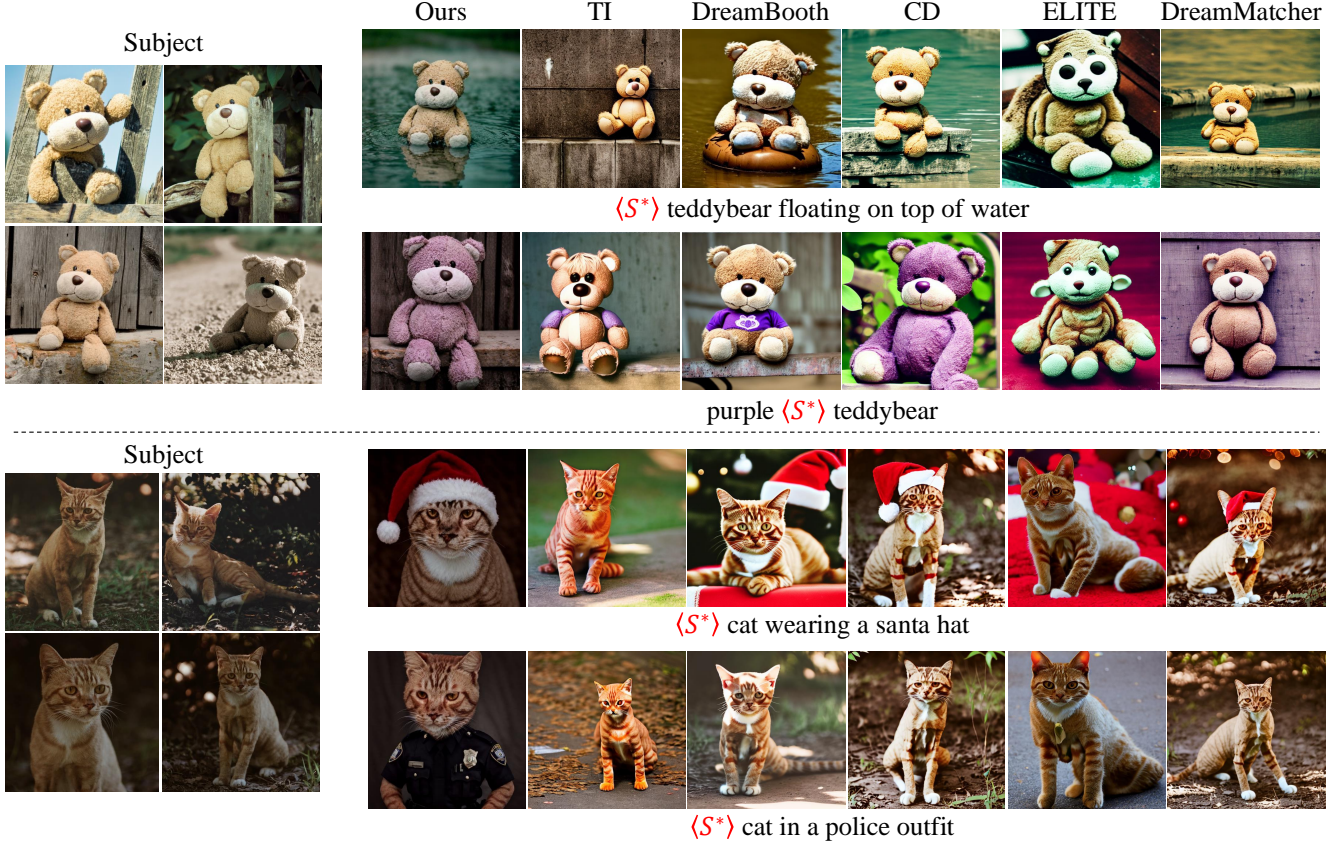 Ours TI DreamBooth CD ELITE DreamMatcher
Subject
⟨S*⟩ teddybear floating on top of water
purple ⟨S*⟩ teddybear
Subject
⟨S*⟩ cat wearing a santa hat
⟨S*⟩ cat in a police outfit